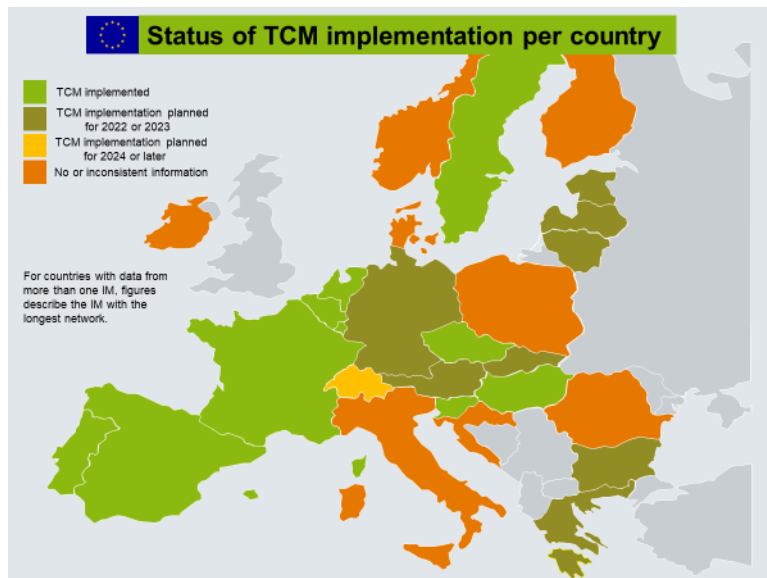 Status of TCM implementation per country
TCM implemented
TCM implementation planned
for 2022 or 2023
TCM implementation planned
for 2024 or later
No or inconsistent information
For countries with data from
more than one IM, figures
describe the IM with the
longest network.